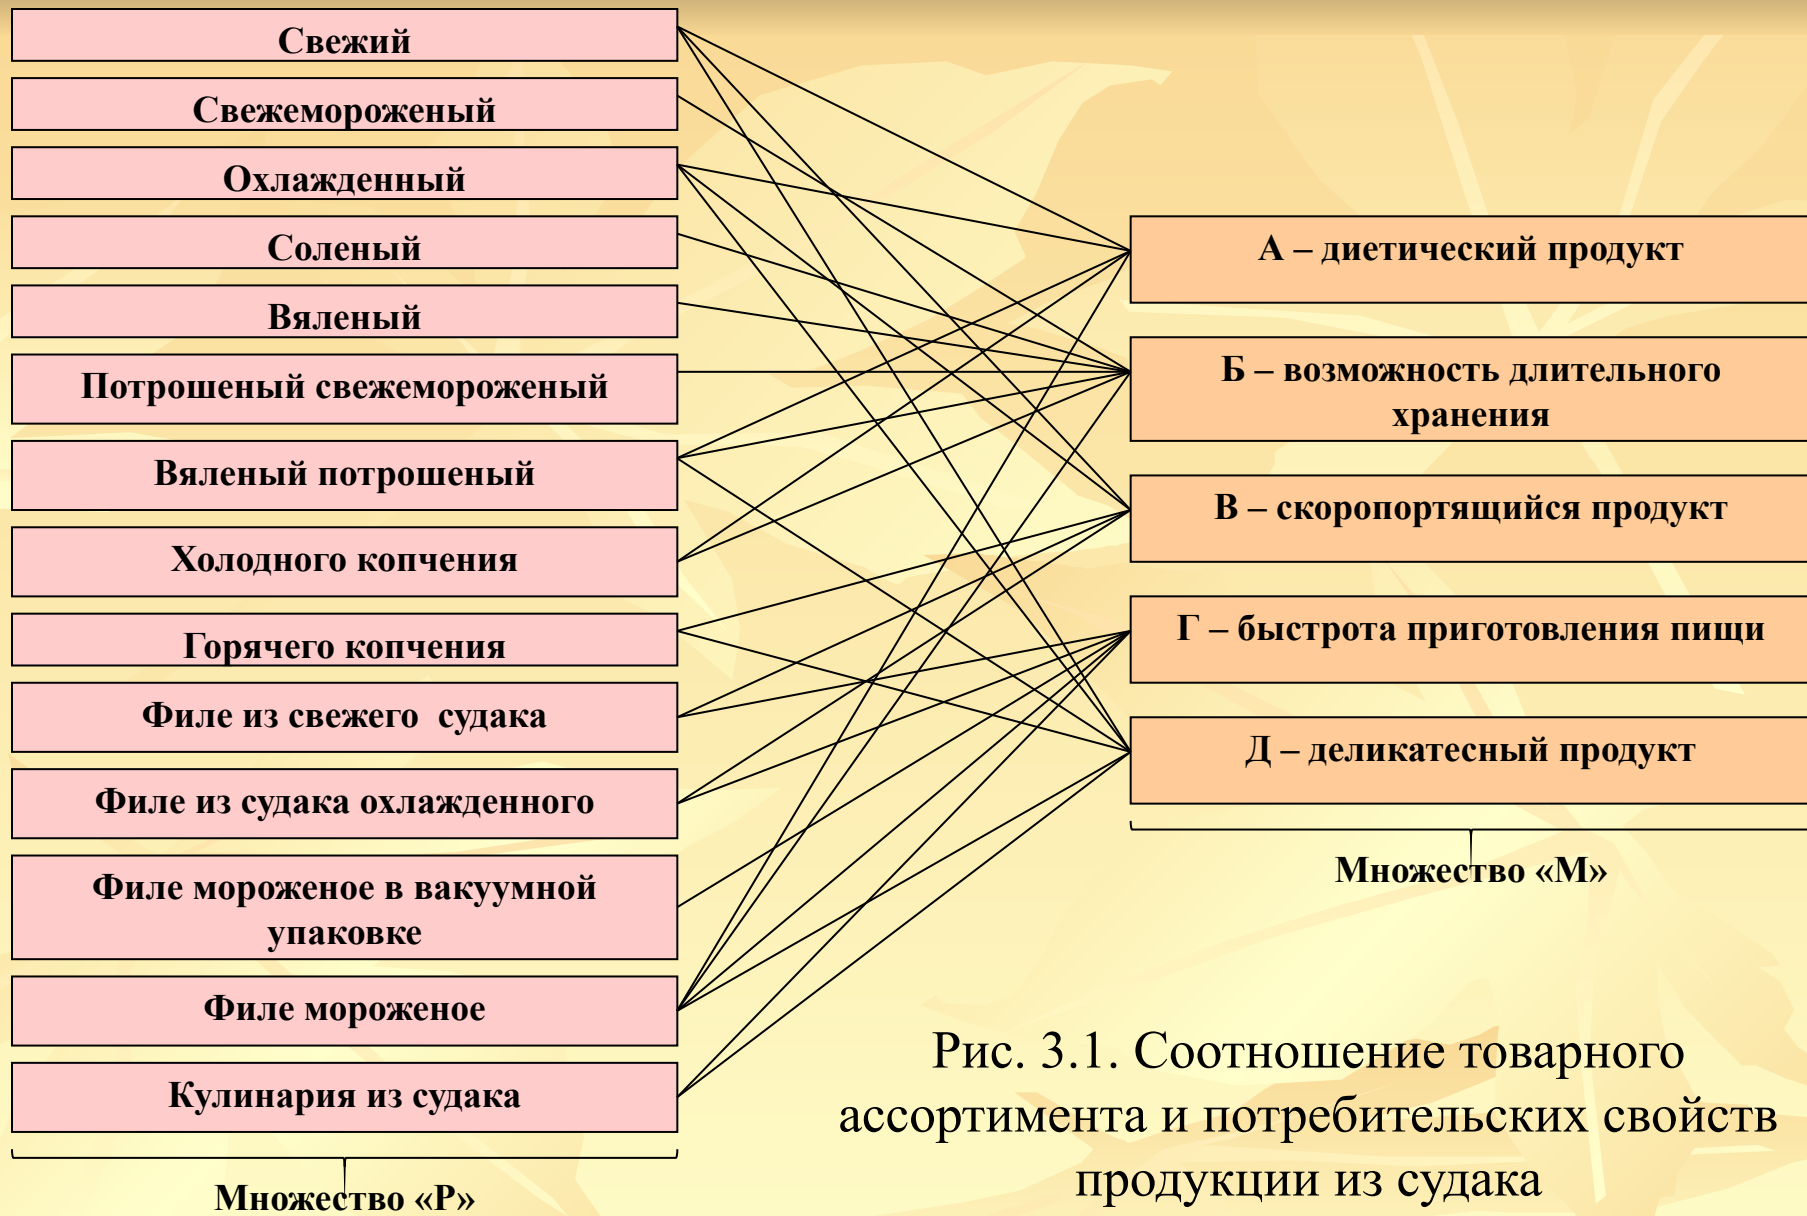 Свежий
Свежемороженый
Охлажденный
Соленый
Вяленый
Потрошеный свежемороженый
Вяленый потрошеный
Холодного копчения
Горячего копчения
Филе из свежего  судака
Филе из судака охлажденного
Филе мороженое в вакуумной
упаковке
Филе мороженое
Кулинария из судака
Множество «Р»
А – диетический продукт
Б – возможность длительного
хранения
В – скоропортящийся продукт
Г – быстрота приготовления пищи
Д – деликатесный продукт
Множество «М»
Рис. 3.1. Соотношение товарного
ассортимента и потребительских свойств
продукции из судака